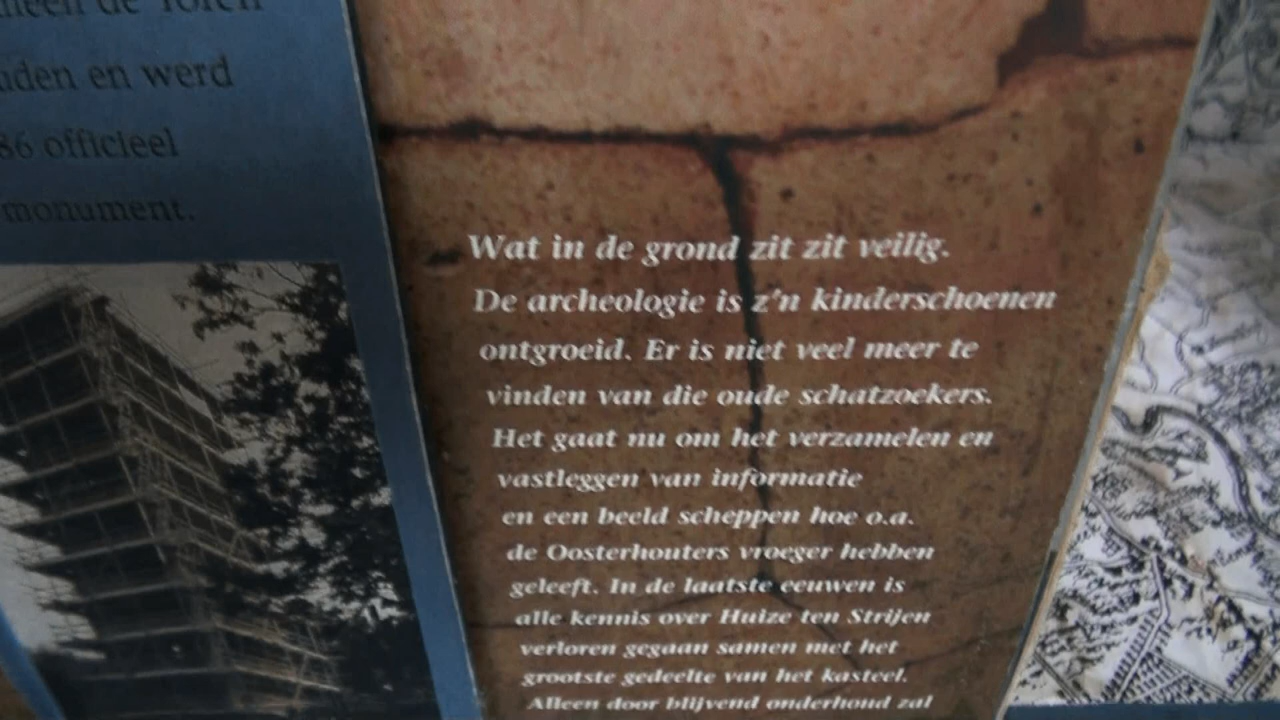 de Toren
en werd
86 officieel
monument.
Wat in de grond zit zit veilig.
De archeologie is z'n kinderschoenen
ontgroeid. Er is niet veel meer te
vinden van die oude schatzoekers.
Het gaat nu om het verzamelen en
vastleggen van informatie
en een beeld scheppen hoe o.a.
de Oosterhouters vroeger hebben
geleeft. In de laatste eeuwen is
alle kennis over Huize ten Strijen
verloren gegaan samen met het
grootste gedeelte van het kasteel.
Alleen door blijvend onderhoud zal